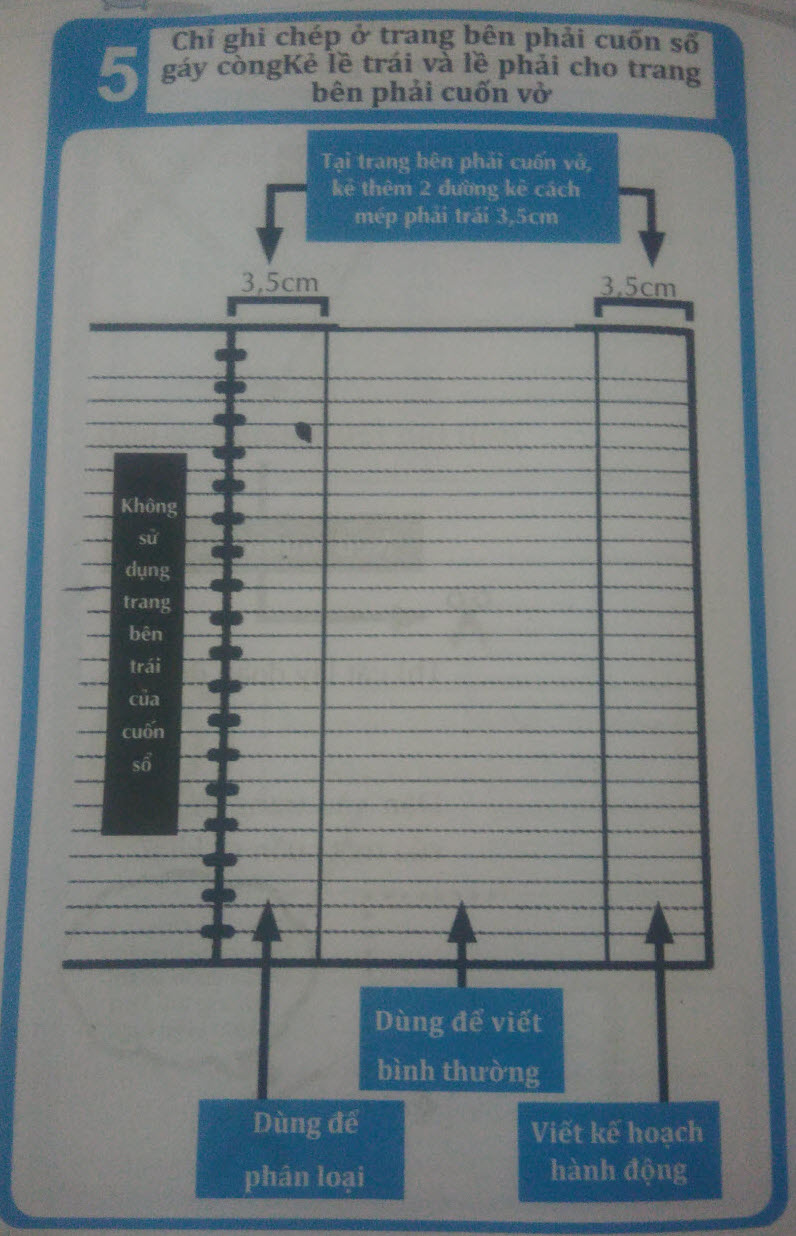 5
Chỉ ghi chép ở trang bên phải cuốn sổ
gáy còngKẻ lề trái và lề phải cho trang
bên phải cuốn vở
Tại trang bên phải cuốn vở,
kẻ thêm 2 đường kẻ cách
mép phải trái 3,5cm
3,5cm
3,5cm
Không
sử
dụng
trang
bên
trái
của
cuốn
sổ
Dùng để viết
bình thường
Dùng để
phân loại
Viết kế hoạch
hành động